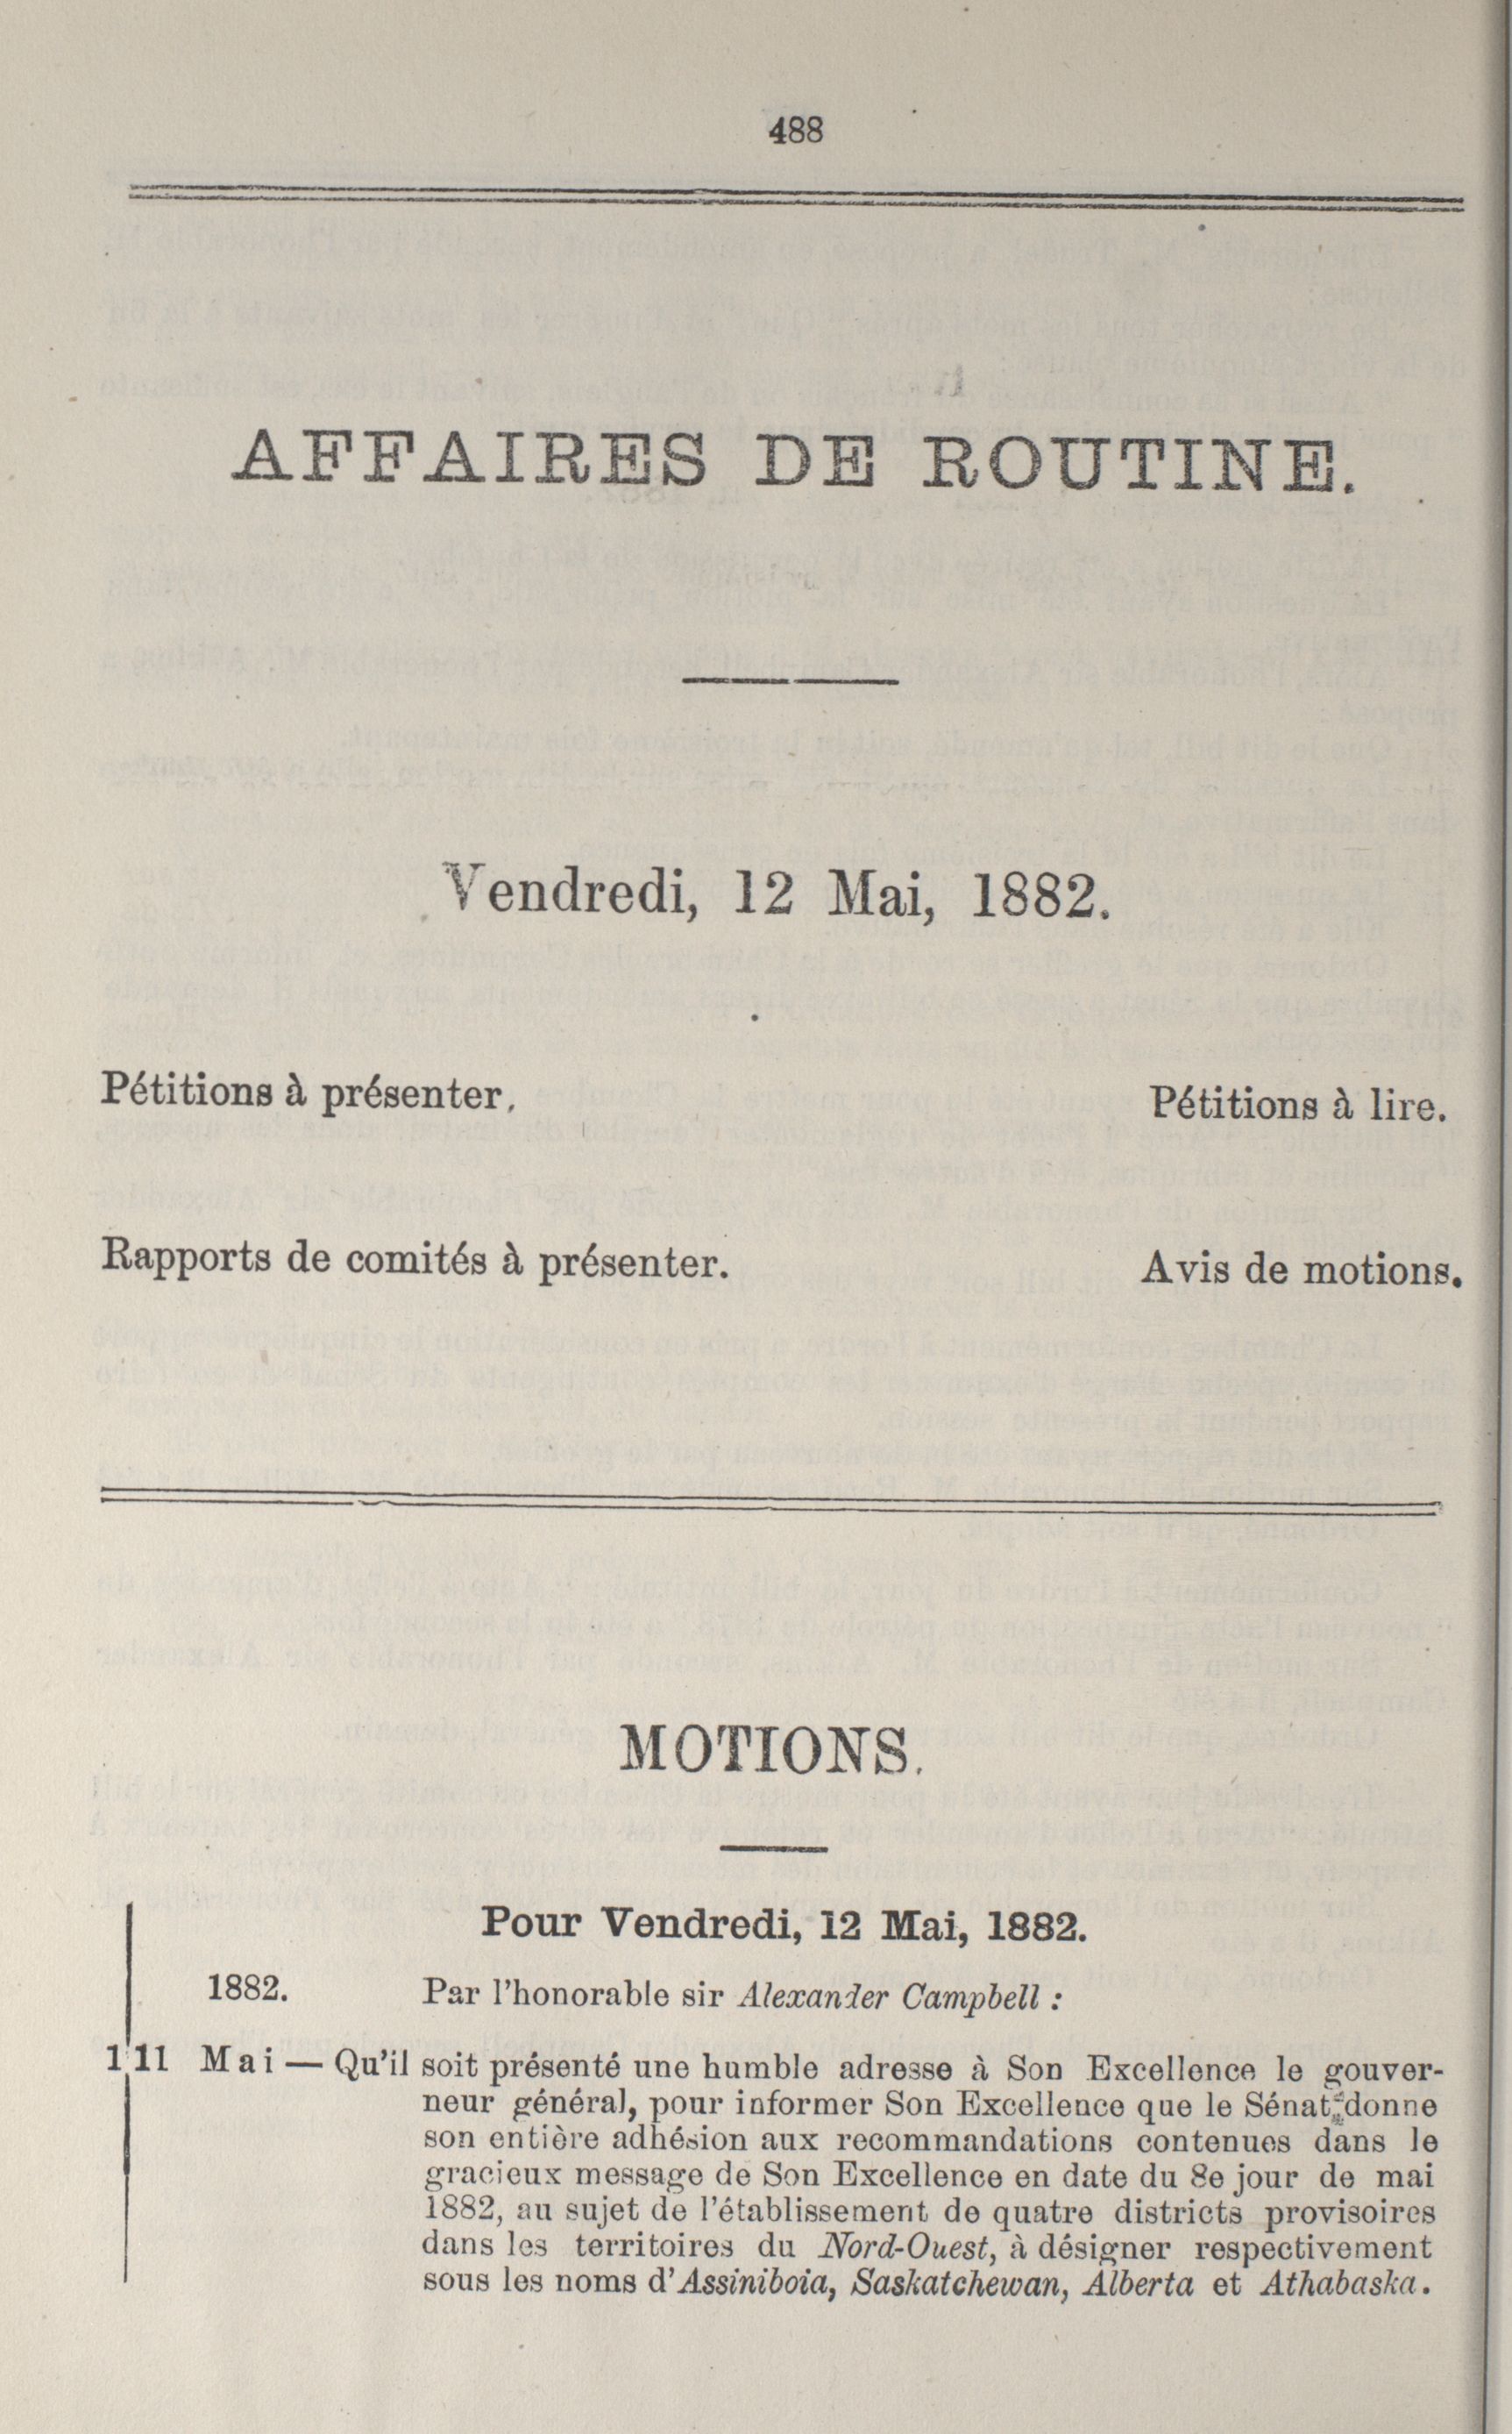 488
AFFAIRES DE ROUTINE.
Vendredi, 12 Mai, 1882.
Pétitions à présenter. Pétitions à lire.
Rapports de comités à présenter. Avis de motions.
MOTIONS.
Pour Vendredi, 12 Mai, 1882.
1882. Par l'honorable sir Alexander Campbell :
1 11 Mai — Qu'il soit présenté une humble adresse à Son Excellence le gouver-
neur général, pour informer Son Excellence que le Sénat donne
son entière adhésion aux recommandations contenues dans le
gracieux message de Son Excellence en date du 8e jour de mai
1882, au sujet de l'établissement de quatre districts provisoires
dans les territoires du Nord-Ouest, à désigner respectivement
sous les noms d'Assiniboia, Saskatchewan, Alberta et Athabaska.